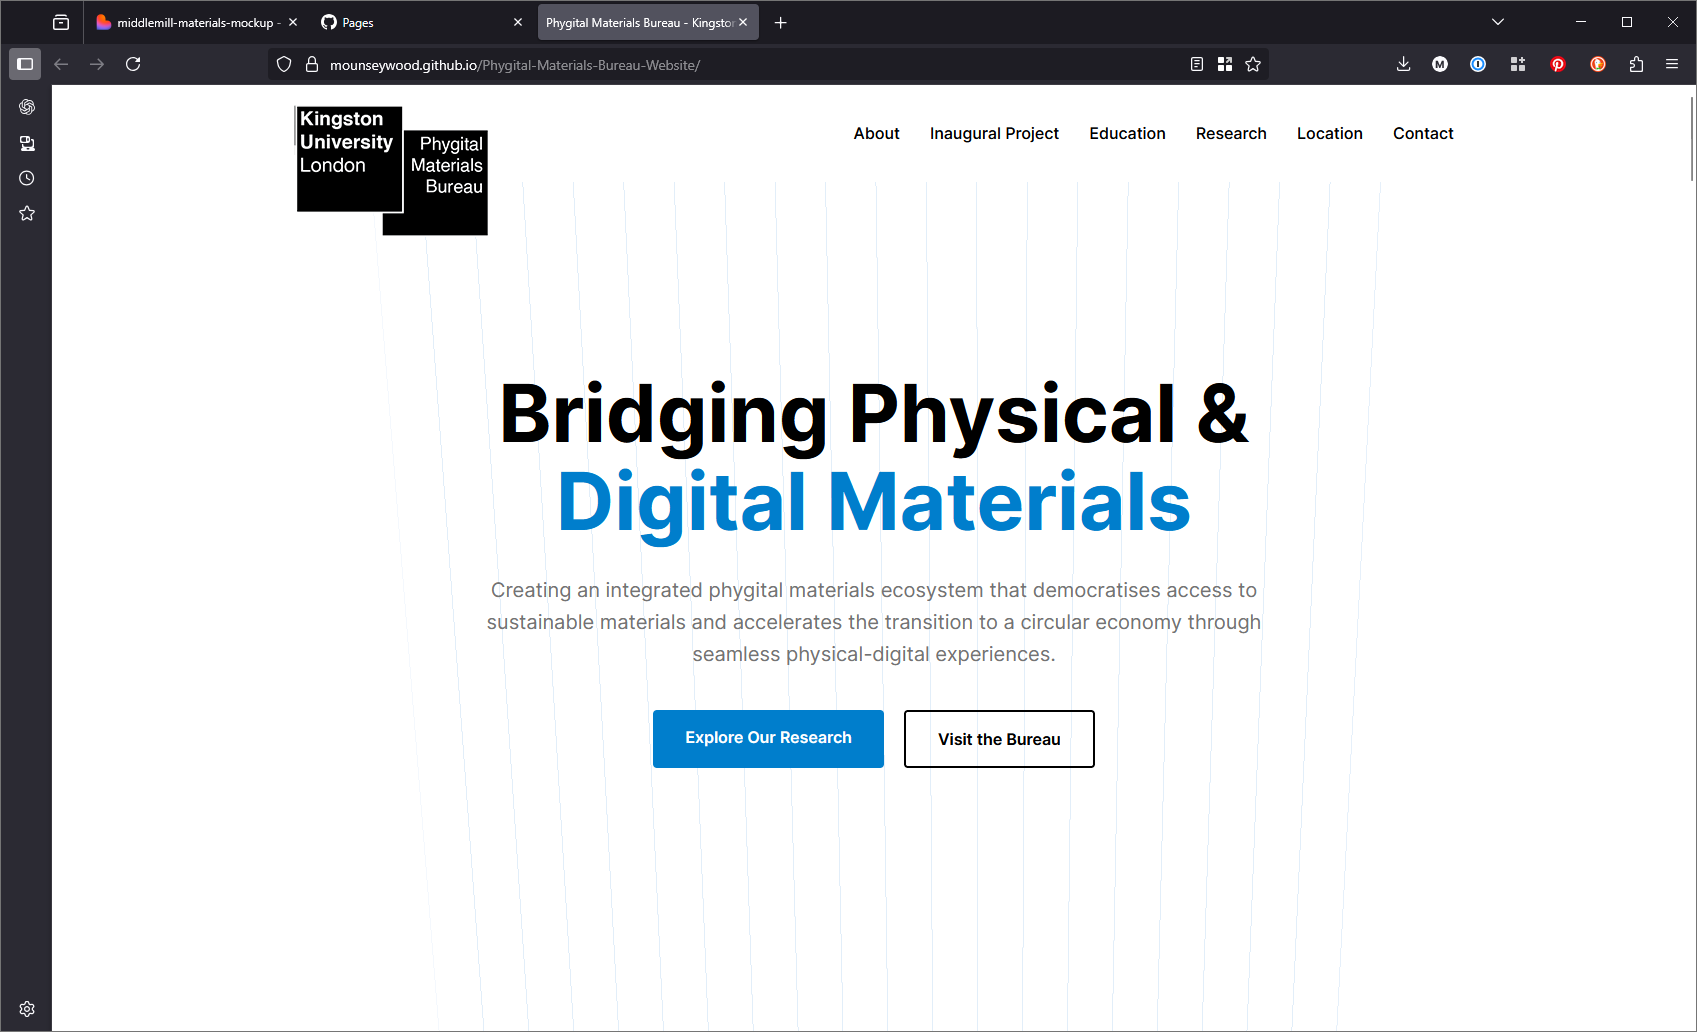 middlemill-materials-mockup -
Pages
Phygital Materials Bureau - Kingston
mounseywood.github.io/Phygital-Materials-Bureau-Website/
M
Kingston
University
London
Phygital
Materials
Bureau
About Inaugural Project Education Research Location Contact
Bridging Physical &
Digital Materials
Creating an integrated phygital materials ecosystem that democratises access to
sustainable materials and accelerates the transition to a circular economy through
seamless physical-digital experiences.
Explore Our Research
Visit the Bureau